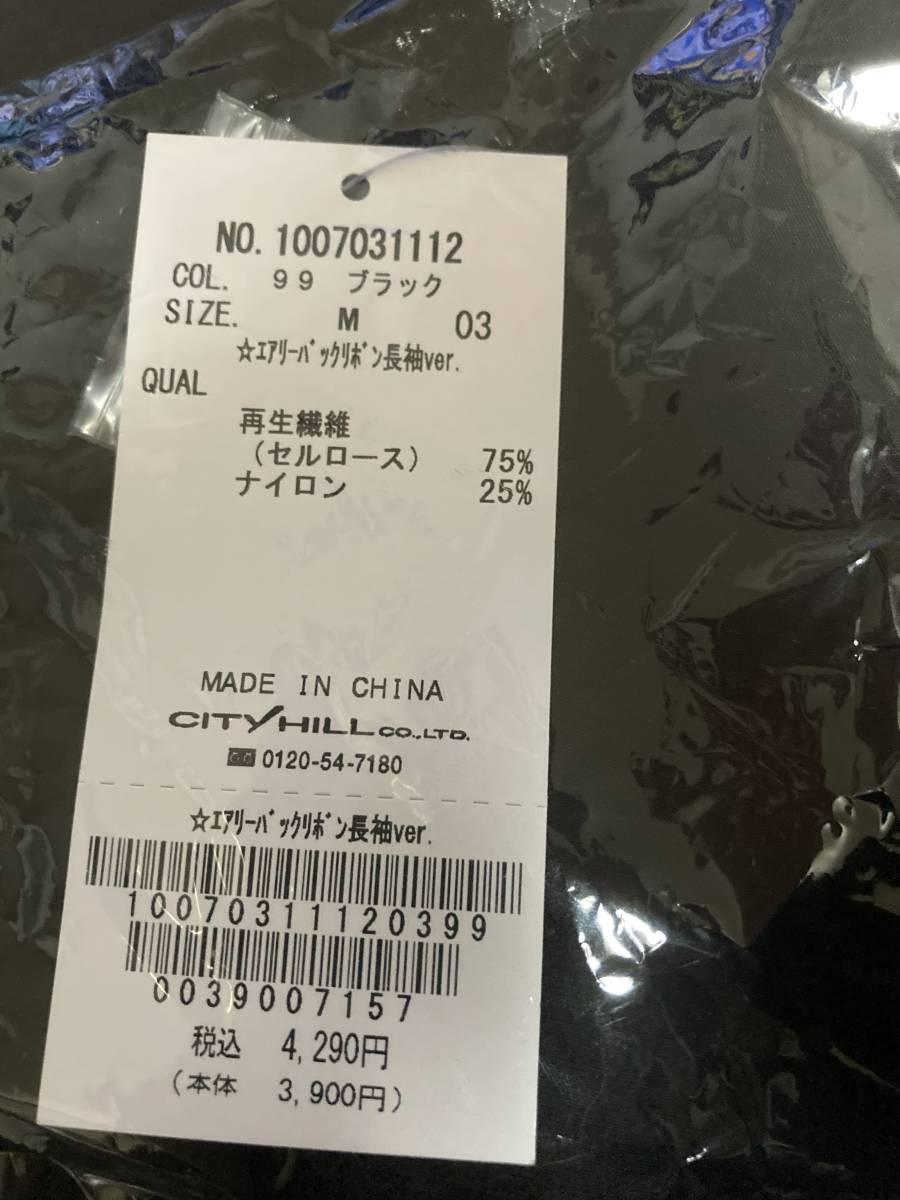 NO. 1007031112
COL. 99 ブラック
SIZE. M 03
☆ｴｱﾘｰﾊﾞｯｸﾘﾎﾞﾝ長袖ver.
QUAL
再生繊維
(セルロース) 75%
ナイロン 25%
MADE IN CHINA
CITY HILL CO.,LTD.
0120-54-7180
☆ｴｱﾘｰﾊﾞｯｸﾘﾎﾞﾝ長袖ver.
10070311120399
0039007157
税込 4,290円
(本体 3,900円)